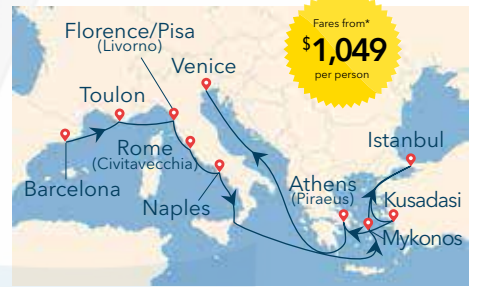 Fares from*
$1,049
per person
Florence/Pisa
(Livorno)
Venice
Toulon
Istanbul
Rome
(Civitavecchia)
Barcelona
Naples
Athens
(Piraeus)
Kusadasi
Mykonos